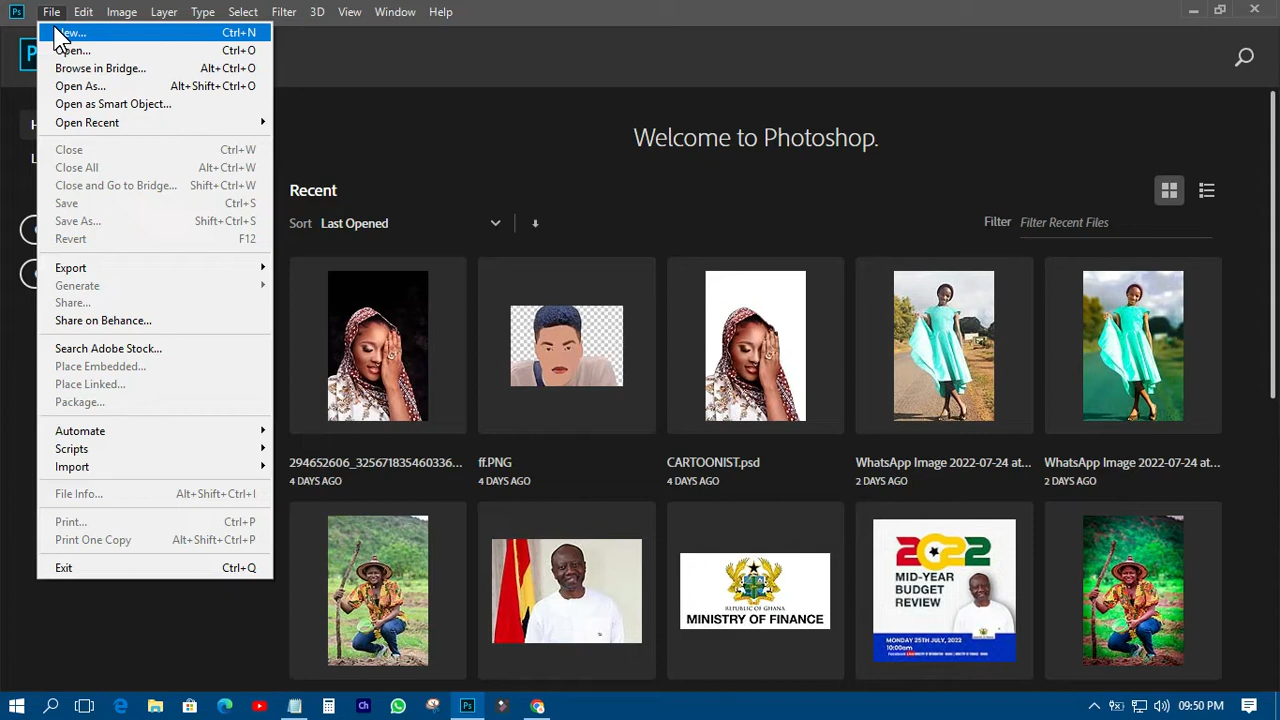 Ps File Edit Image Layer Type Select Filter 3D View Window Help
Ctrl+N
Open... Ctrl+O
Browse in Bridge... Alt+Ctrl+O
Open As... Alt+Shift+Ctrl+O
Open as Smart Object...
Open Recent
Close Ctrl+W
Close All Alt+Ctrl+W
Close and Go to Bridge... Shift+Ctrl+W
Save Ctrl+S
Save As... Shift+Ctrl+S
Revert F12
Export
Generate
Share...
Share on Behance...
Search Adobe Stock...
Place Embedded...
Place Linked...
Package...
Automate
Scripts
Import
File Info... Alt+Shift+Ctrl+I
Print... Ctrl+P
Print One Copy Alt+Shift+Ctrl+P
Exit Ctrl+Q
Welcome to Photoshop.
Recent
Sort Last Opened
Filter Filter Recent Files
294652606_325671835460336...
4 DAYS AGO
ff.PNG
4 DAYS AGO
CARTOONIST.psd
4 DAYS AGO
WhatsApp Image 2022-07-24 at...
2 DAYS AGO
WhatsApp Image 2022-07-24 at...
2 DAYS AGO
REPUBLIC OF GHANA
MINISTRY OF FINANCE
2022
MID-YEAR
BUDGET
REVIEW
MONDAY 25TH JULY, 2022
10:00am
Ch Ps
09:50 PM